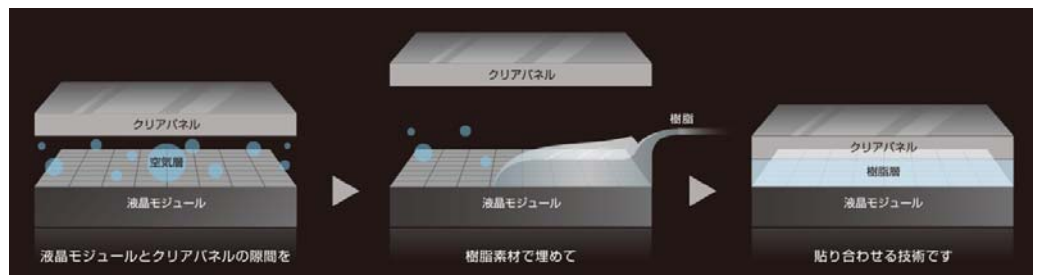 クリアパネル
空気層
液晶モジュール
液晶モジュールとクリアパネルの隙間を
クリアパネル
樹脂
液晶モジュール
樹脂素材で埋めて
クリアパネル
樹脂層
液晶モジュール
貼り合わせる技術です